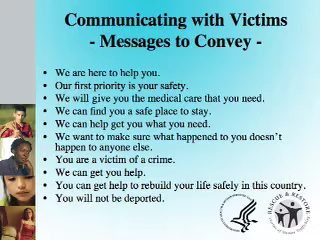 Communicating with Victims
- Messages to Convey -
• We are here to help you.
• Our first priority is your safety.
• We will give you the medical care that you need.
• We can find you a safe place to stay.
• We can help get you what you need.
• We want to make sure what happened to you doesn't
happen to anyone else.
• You are a victim of a crime.
• We can get you help.
• You can get help to rebuild your life safely in this country.
• You will not be deported.
RESCUE & RESTORE